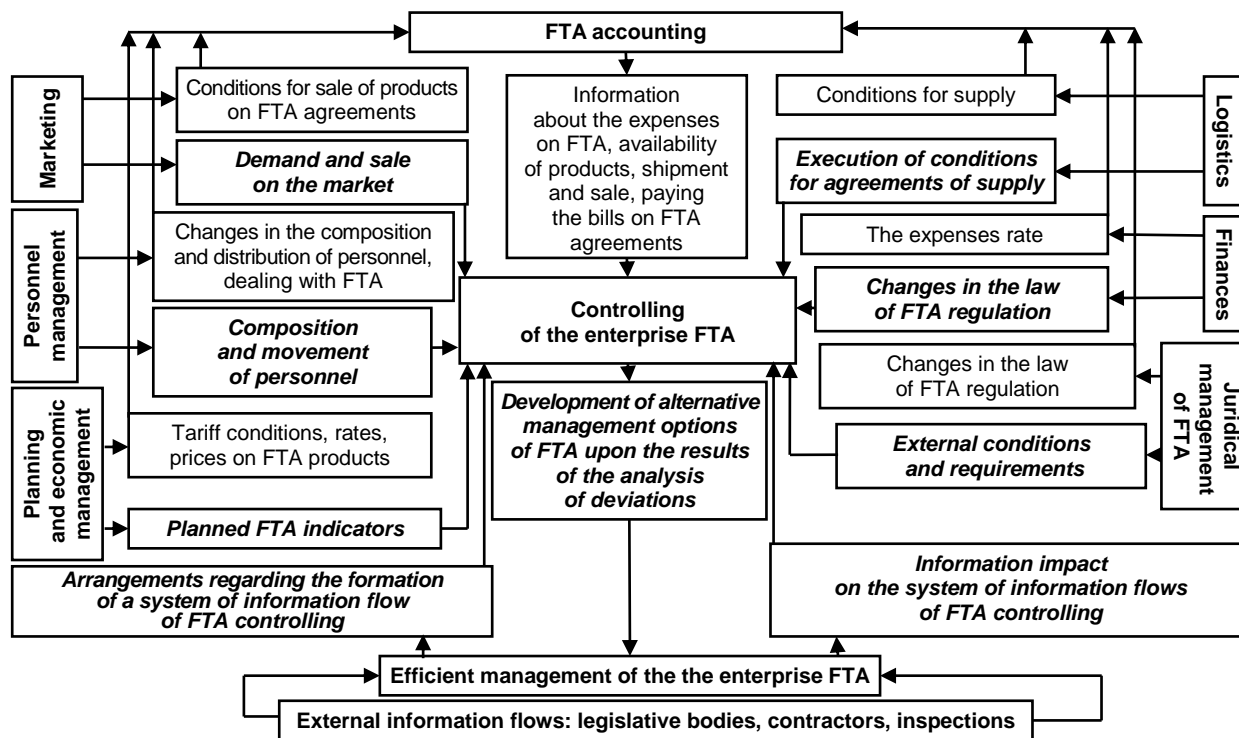 FTA accounting
Marketing
Conditions for sale of products
on FTA agreements
Demand and sale
on the market
Personnel
management
Changes in the composition
and distribution of personnel,
dealing with FTA
Composition
and movement
of personnel
Planning
and economic
management
Tariff conditions, rates,
prices on FTA products
Planned FTA indicators
Arrangements regarding the formation
of a system of information flow
of FTA controlling
Information
about the expenses
on FTA, availability
of products, shipment
and sale, paying
the bills on FTA
agreements
Controlling
of the enterprise FTA
Development of alternative
management options
of FTA upon the results
of the analysis
of deviations
Conditions for supply
Logistics
Execution of conditions
for agreements of supply
The expenses rate
Finances
Changes in the law
of FTA regulation
Changes in the law
of FTA regulation
Juridical
management
of FTA
External conditions
and requirements
Information impact
on the system of information flows
of FTA controlling
Efficient management of the the enterprise FTA
External information flows: legislative bodies, contractors, inspections